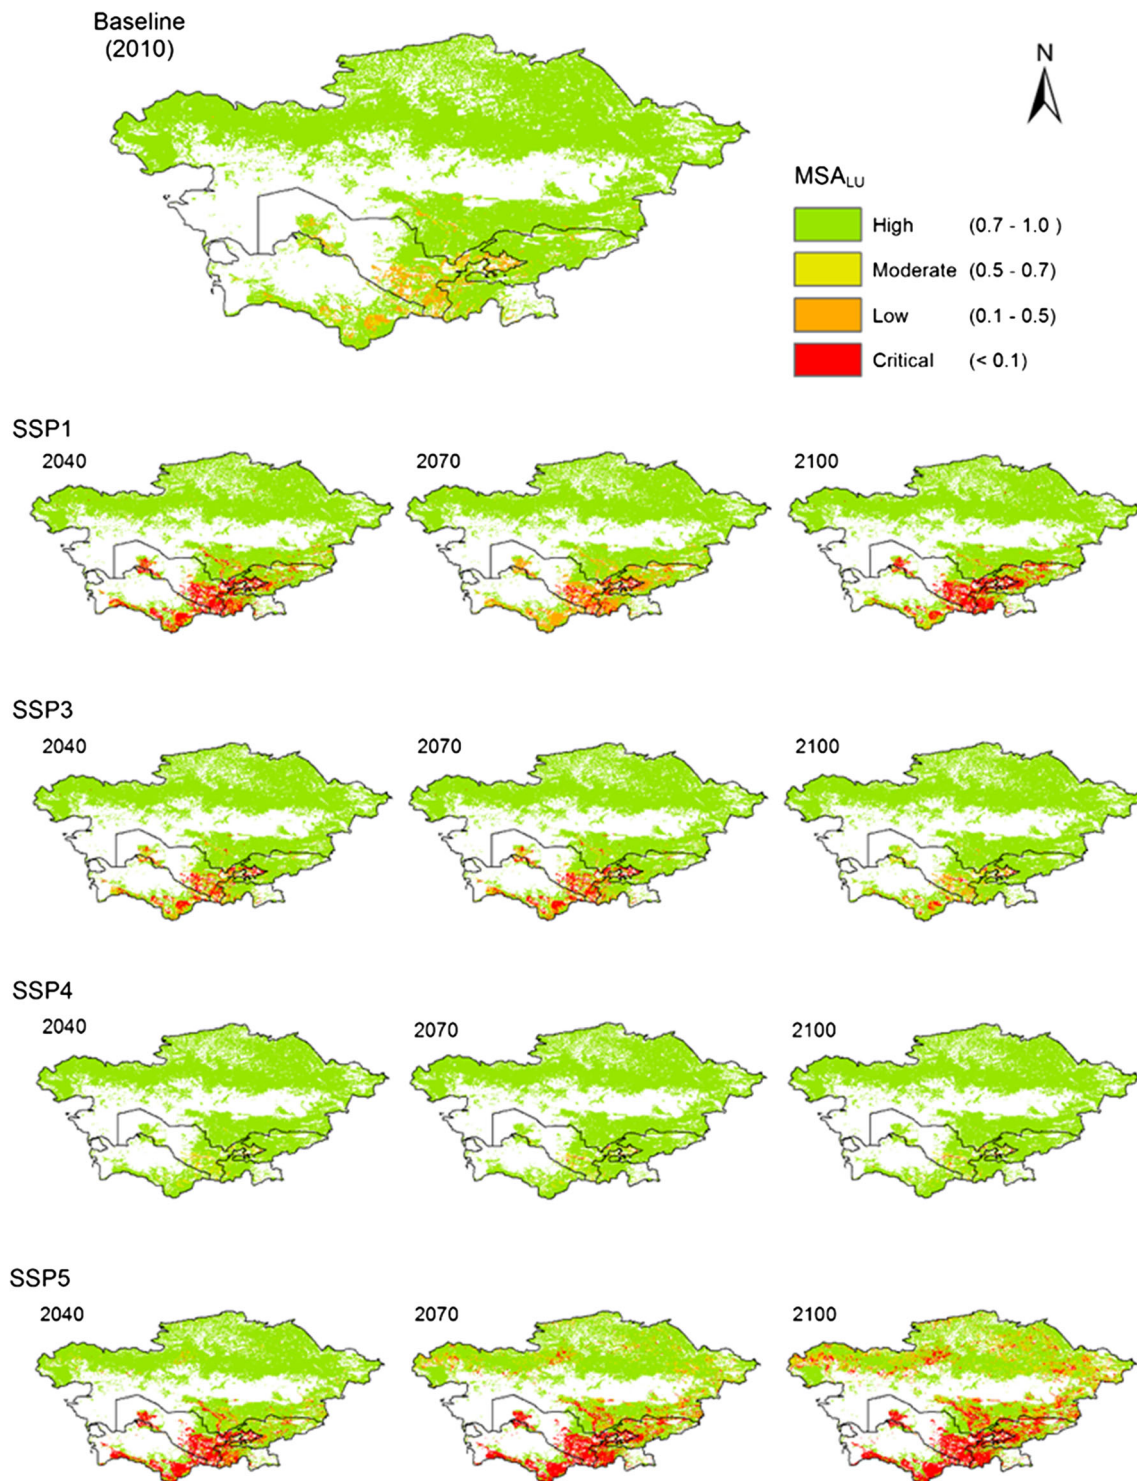 Baseline
(2010)
N
MSALU
High (0.7 - 1.0 )
Moderate (0.5 - 0.7)
Low (0.1 - 0.5)
Critical (< 0.1)
SSP1
2040 2070 2100
SSP3
2040 2070 2100
SSP4
2040 2070 2100
SSP5
2040 2070 2100